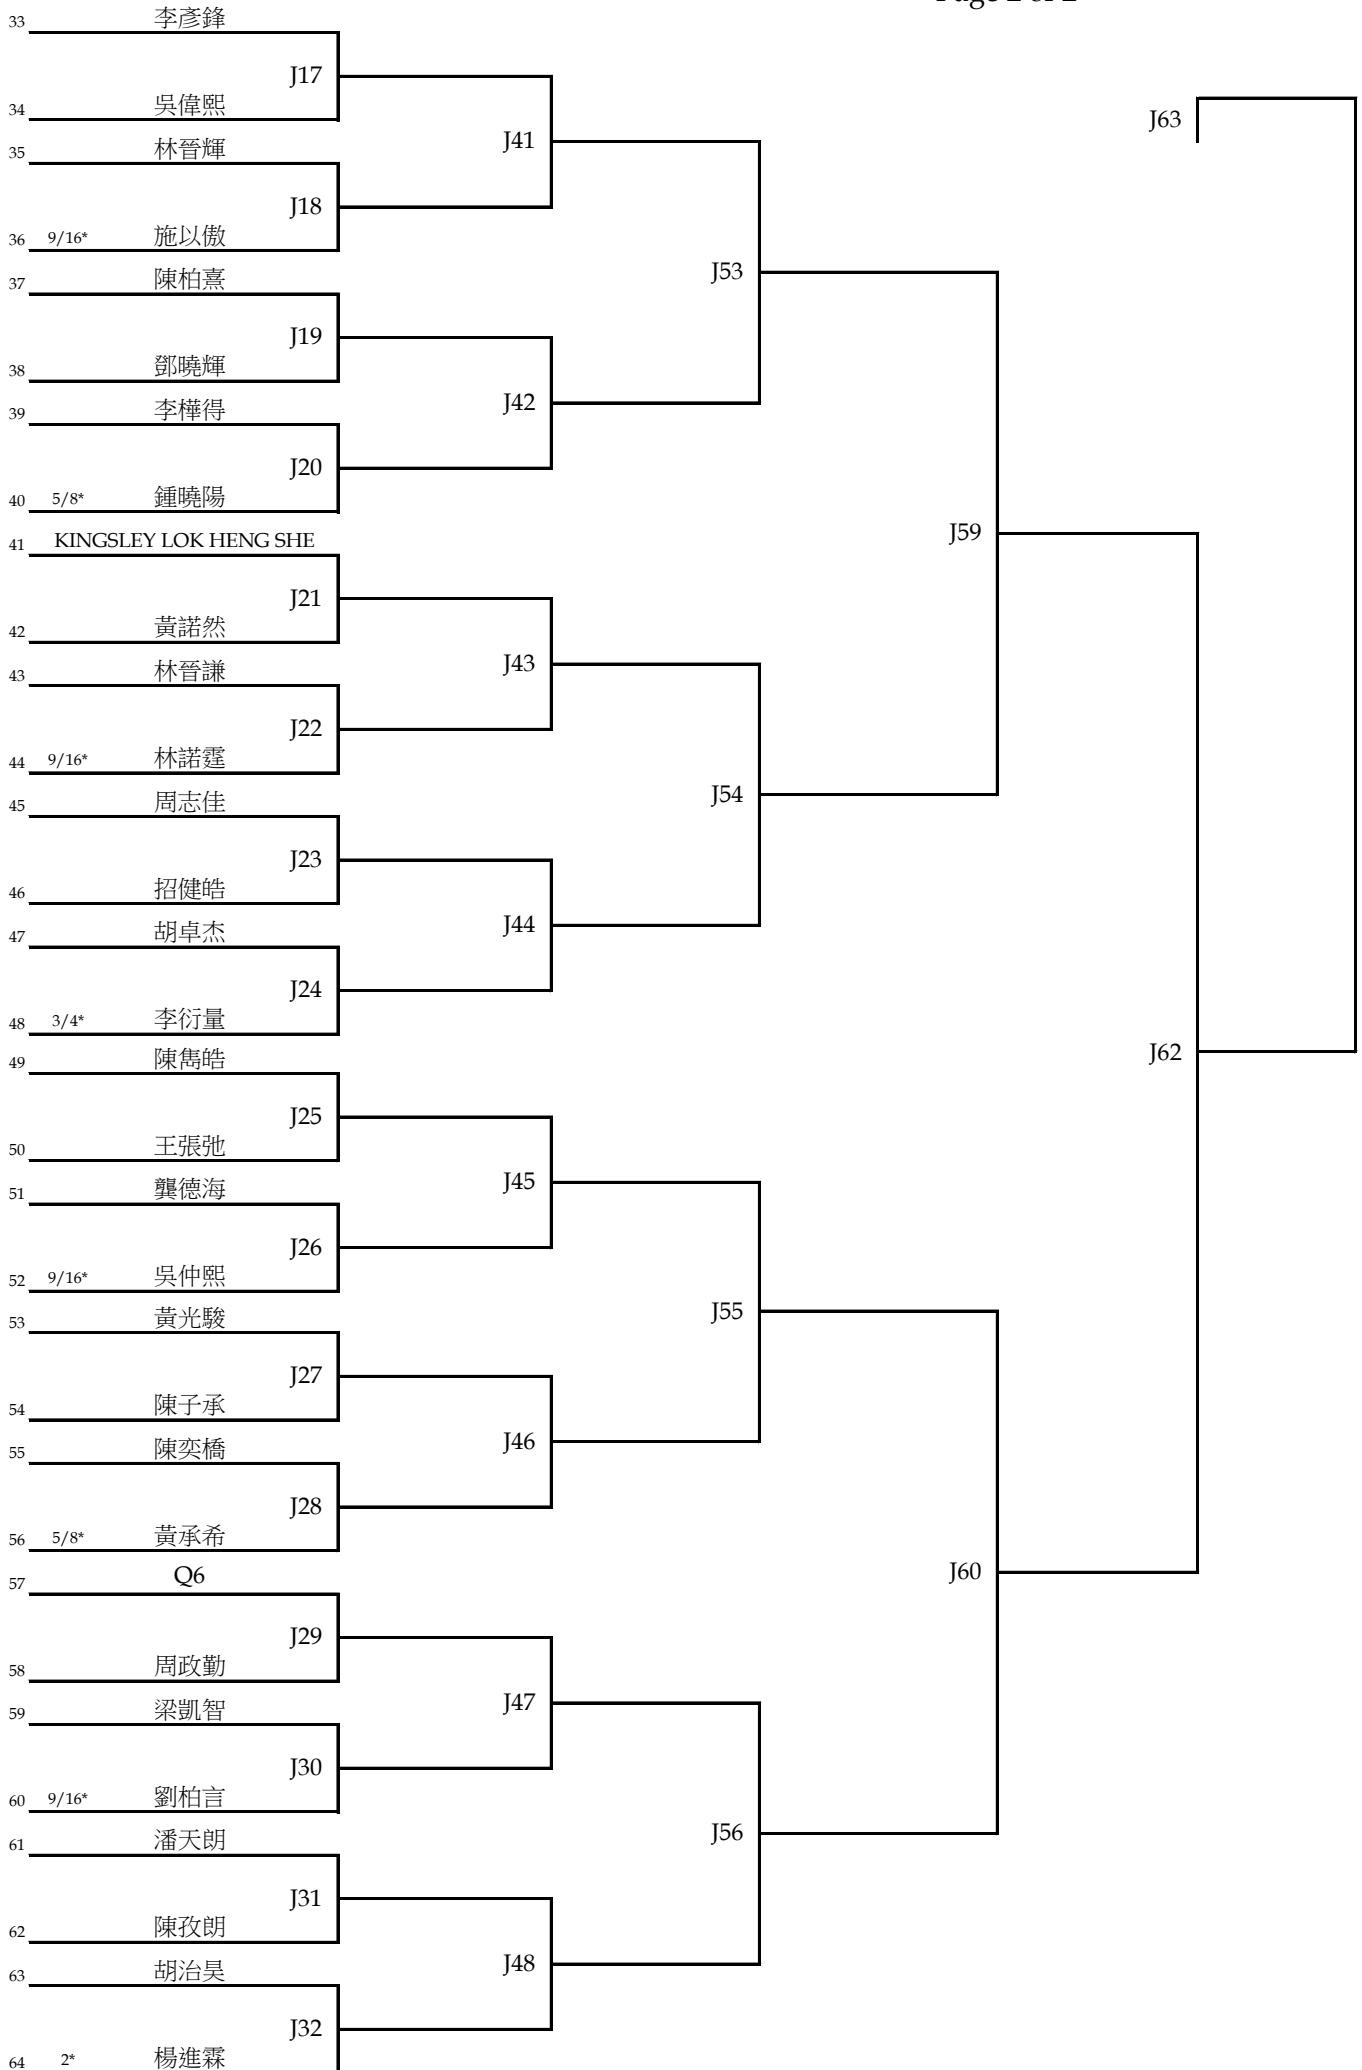 33 李彥鋒
J17
34 吳偉熙
J63
J41
35 林晉輝
J18
36 9/16* 施以傲
J53
37 陳柏熹
J19
38 鄧曉輝
J42
39 李樺得
J20
40 5/8* 鍾曉陽
J59
41 KINGSLEY LOK HENG SHE
J21
42 黃諾然
J43
43 林晉謙
J22
44 9/16* 林諾霆
J54
45 周志佳
J23
46 招健皓
J44
47 胡卓杰
J24
48 3/4* 李衍量
J62
49 陳雋皓
J25
50 王張弛
J45
51 龔德海
J26
52 9/16* 吳仲熙
J55
53 黃光駿
J27
54 陳子承
J46
55 陳奕橋
J28
56 5/8* 黃承希
J60
57 Q6
J29
58 周政勤
J47
59 梁凱智
J30
60 9/16* 劉柏言
J56
61 潘天朗
J31
62 陳孜朗
J48
63 胡治昊
J32
64 2* 楊進霖